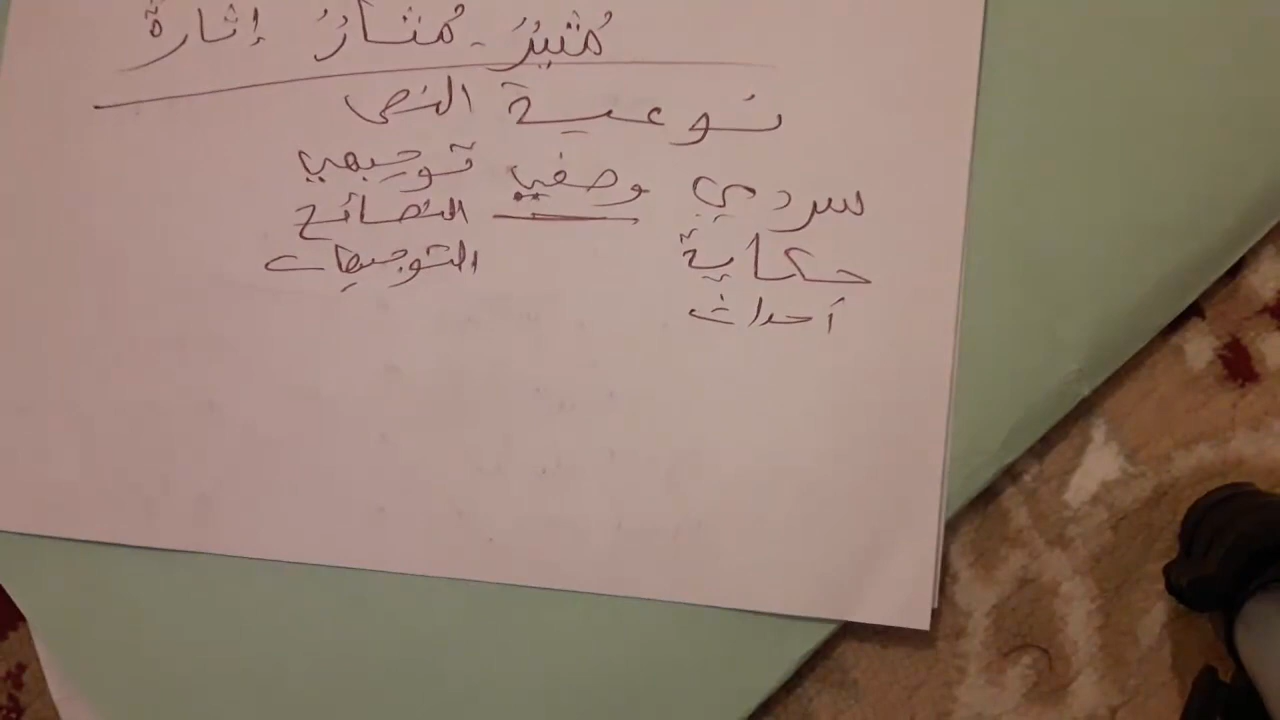 مُثيرُ - مُثارُ إثارةً
نوعية النص
سردي وصفي توجيهي
حكاية النصائح
أحداث التوجيهات